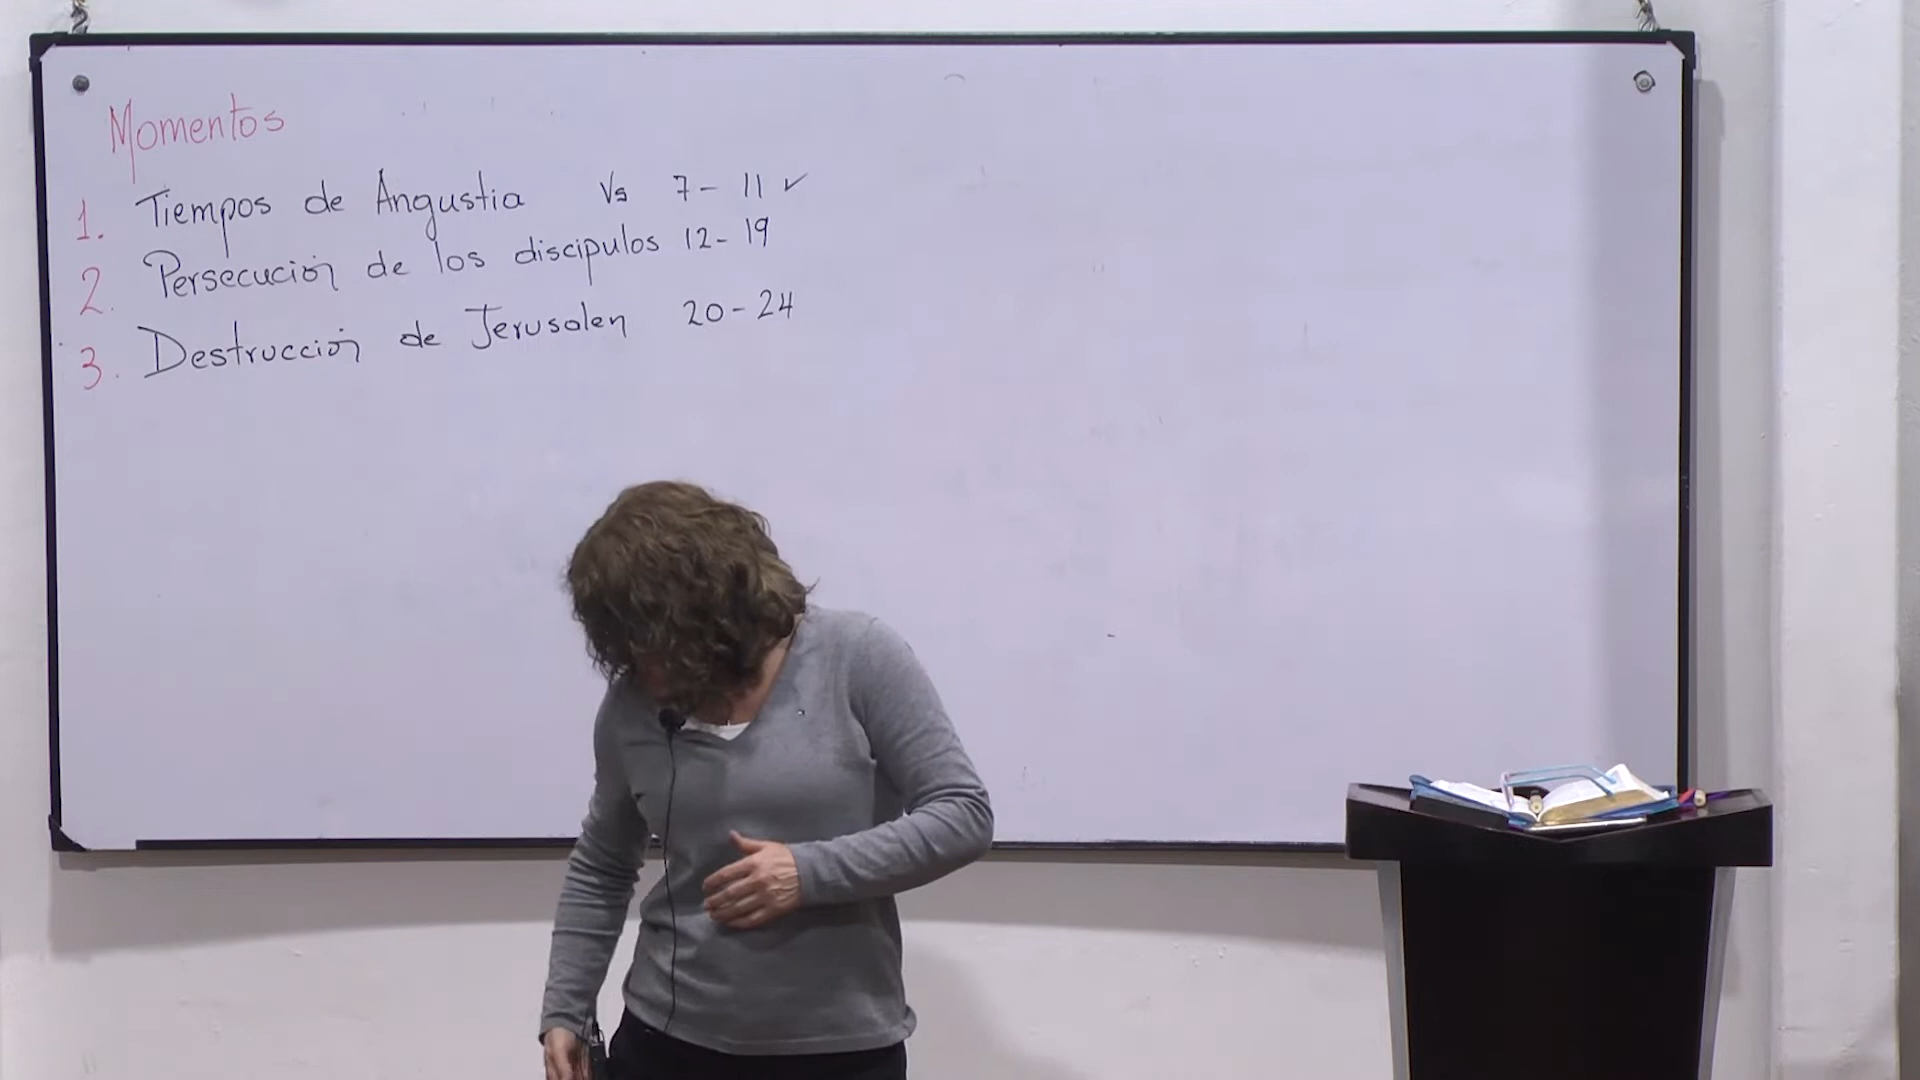 Momentos
1. Tiempos de Angustia Vs 7 - 11 ✓
2. Persecución de los discipulos 12 - 19
3. Destrucción de Jerusalen 20 - 24